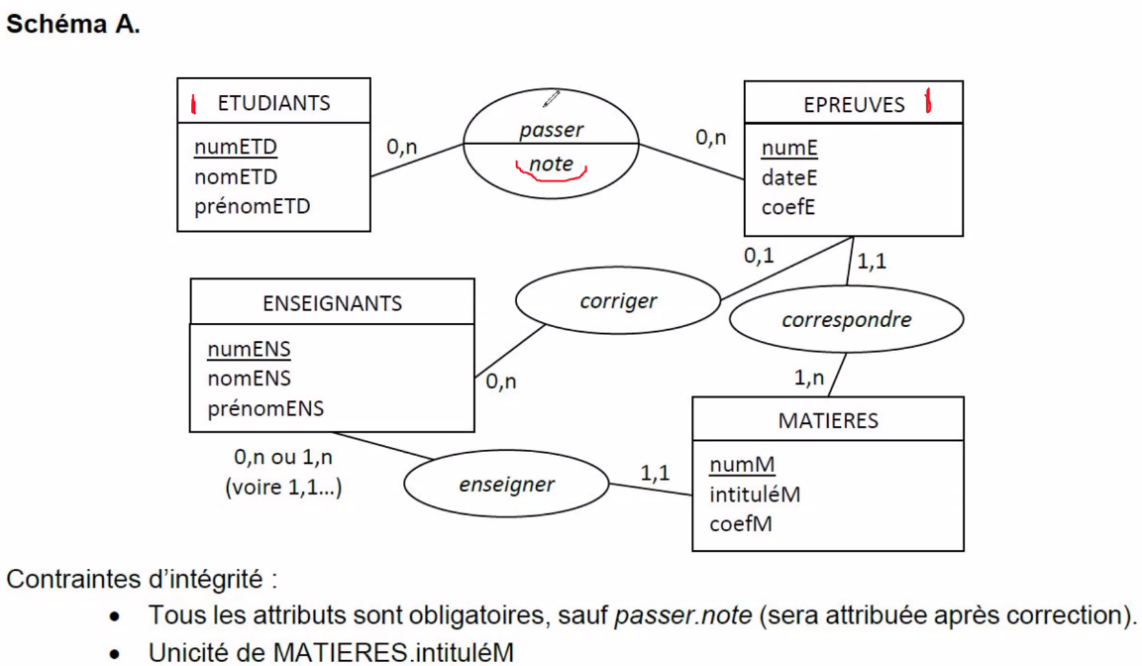 Schéma A.
ETUDIANTS
numETD
nomETD
prénomETD
0,n
passer
note
0,n
EPREUVES
numE
dateE
coefE
0,1
1,1
corriger
correspondre
ENSEIGNANTS
numENS
nomENS
prénomENS
0,n
1,n
MATIERES
numM
intituléM
coefM
0,n ou 1,n
(voire 1,1...)
enseigner
1,1
Contraintes d'intégrité :
• Tous les attributs sont obligatoires, sauf passer.note (sera attribuée après correction).
• Unicité de MATIERES.intituléM